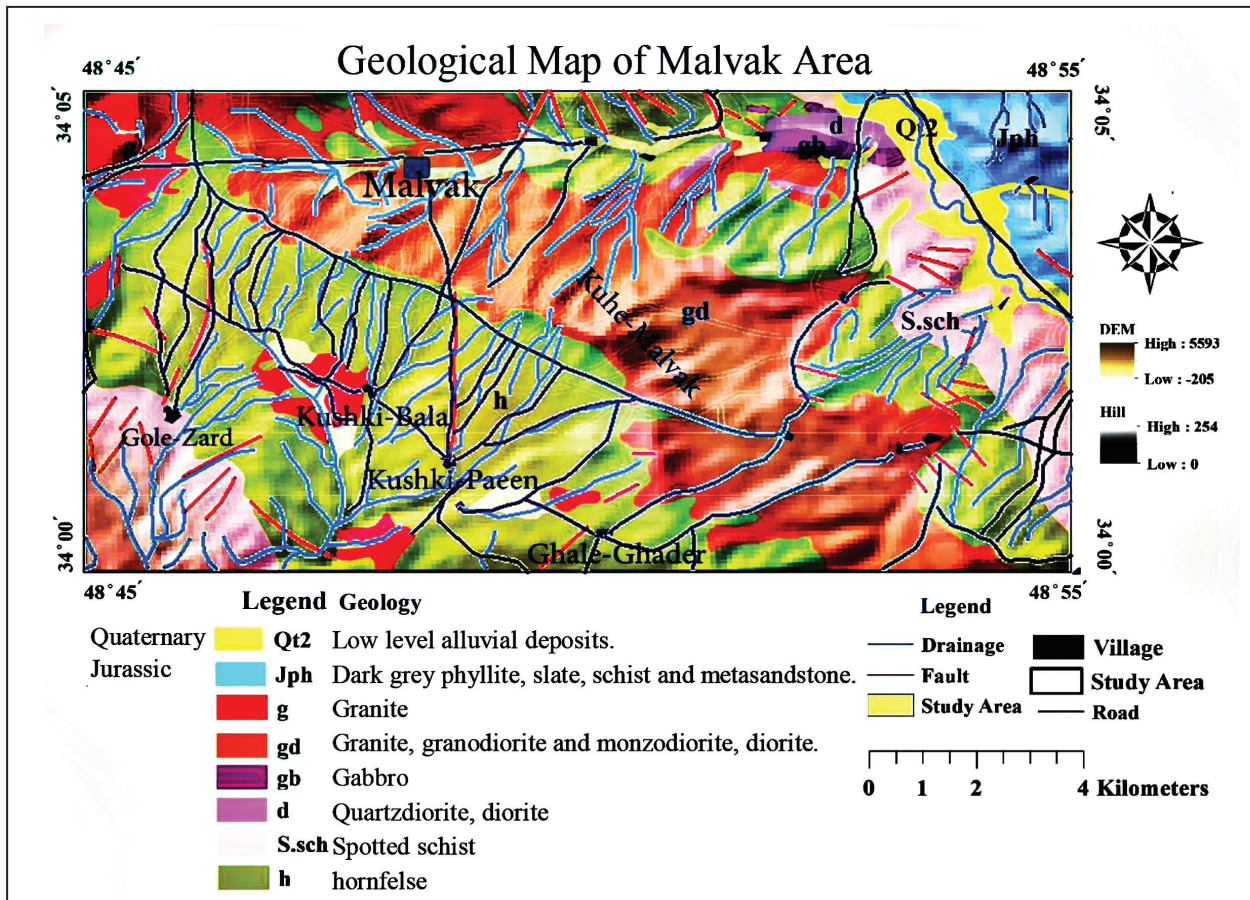 Geological Map of Malvak Area
48°45´
48°55´
34°05´
34°05´
d
Qt2
gb
Jph
g
Malvak
Kuhe-Malvak
gd
S.sch
DEM
High : 5593
Low : -205
Hill
High : 254
Low : 0
h
Kushki-Bala
Gole-Zard
Kushki-Paeen
Ghale-Ghader
34°00´
34°00´
48°45´
48°55´
Legend Geology
Quaternary Qt2 Low level alluvial deposits.
Jurassic Jph Dark grey phyllite, slate, schist and metasandstone.
g Granite
gd Granite, granodiorite and monzodiorite, diorite.
gb Gabbro
d Quartzdiorite, diorite
S.sch Spotted schist
h hornfelse
Legend
Drainage Village
Fault Study Area
Study Area Road
0 1 2 4 Kilometers